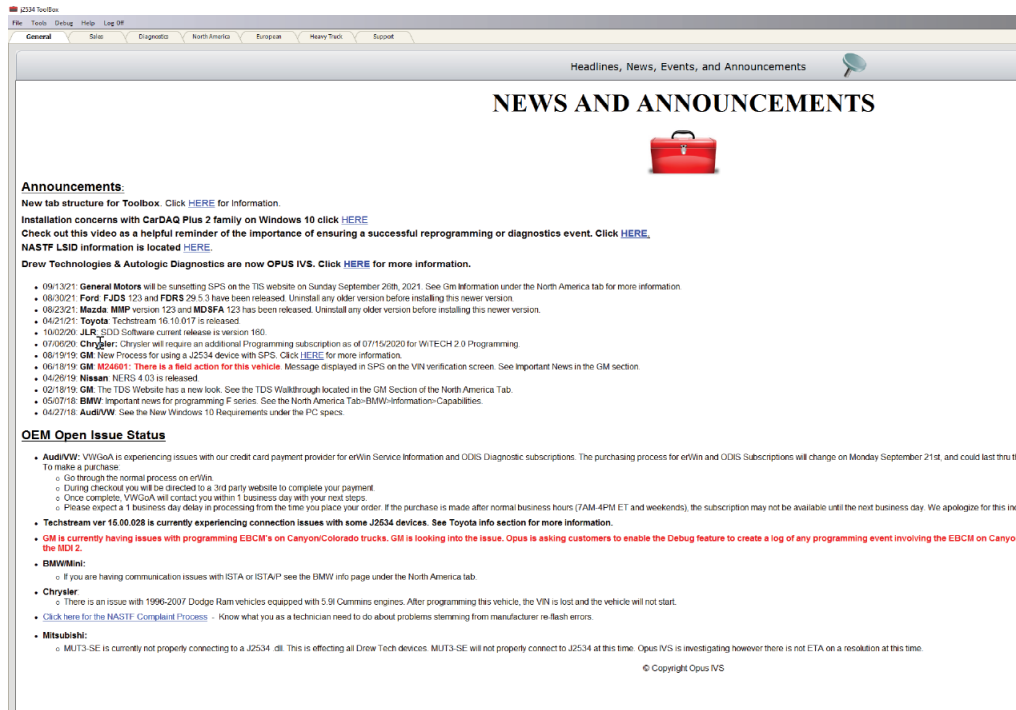 j2534 ToolBox
File Tools Debug Help Log Off
General Sales Diagnostics North America European Heavy Truck Support
Headlines, News, Events, and Announcements
NEWS AND ANNOUNCEMENTS
Announcements:
New tab structure for Toolbox. Click HERE for Information.
Installation concerns with CarDAQ Plus 2 family on Windows 10 click HERE
Check out this video as a helpful reminder of the importance of ensuring a successful reprogramming or diagnostics event. Click HERE.
NASTF LSID information is located HERE.
Drew Technologies & Autologic Diagnostics are now OPUS IVS. Click HERE for more information.
• 09/13/21: General Motors will be sunsetting SPS on the TIS website on Sunday September 26th, 2021. See Gm Information under the North America tab for more information.
• 08/30/21: Ford: FJDS 123 and FDRS 29.5.3 have been released. Uninstall any older version before installing this newer version.
• 08/23/21: Mazda: MMP version 123 and MDSFA 123 has been released. Uninstall any older version before installing this newer version.
• 04/21/21: Toyota: Techstream 16.10.017 is released.
• 10/02/20: JLR: SDD Software current release is version 160.
• 07/06/20: Chrysler: Chrysler will require an additional Programming subscription as of 07/15/2020 for WiTECH 2.0 Programming.
• 08/19/19: GM: New Process for using a J2534 device with SPS. Click HERE for more information.
• 06/18/19: GM: M24601: There is a field action for this vehicle. Message displayed in SPS on the VIN verification screen. See Important News in the GM section.
• 04/26/19: Nissan: NERS 4.03 is released.
• 02/18/19: GM: The TDS Website has a new look. See the TDS Walkthrough located in the GM Section of the North America Tab.
• 05/07/18: BMW: Important news for programming F series. See the North America Tab>BMW>Information>Capabilities.
• 04/27/18: Audi/VW: See the New Windows 10 Requirements under the PC specs.
OEM Open Issue Status
• Audi/VW: VWGoA is experiencing issues with our credit card payment provider for erWin Service Information and ODIS Diagnostic subscriptions. The purchasing process for erWin and ODIS Subscriptions will change on Monday September 21st, and could last thru
To make a purchase:
o Go through the normal process on erWin.
o During checkout you will be directed to a 3rd party website to complete your payment.
o Once complete, VWGoA will contact you within 1 business day with your next steps.
o Please expect a 1 business day delay in processing from the time you place your order. If the purchase is made after normal business hours (7AM-4PM ET and weekends), the subscription may not be available until the next business day. We apologize for this
• Techstream ver 15.00.028 is currently experiencing connection issues with some J2534 devices. See Toyota info section for more information.
• GM is currently having issues with programming EBCM's on Canyon/Colorado trucks. GM is looking into the issue. Opus is asking customers to enable the Debug feature to create a log of any programming event involving the EBCM on Canyo
the MDI 2.
• BMW/Mini:
o If you are having communication issues with ISTA or ISTA/P see the BMW info page under the North America tab.
• Chrysler:
o There is an issue with 1996-2007 Dodge Ram vehicles equipped with 5.9l Cummins engines. After programming this vehicle, the VIN is lost and the vehicle will not start.
• Click here for the NASTF Complaint Process - Know what you as a technician need to do about problems stemming from manufacturer re-flash errors.
• Mitsubishi:
o MUT3-SE is currently not properly connecting to a J2534 .dll. This is effecting all Drew Tech devices. MUT3-SE will not properly connect to J2534 at this time. Opus IVS is investigating however there is not ETA on a resolution at this time.
© Copyright Opus IVS